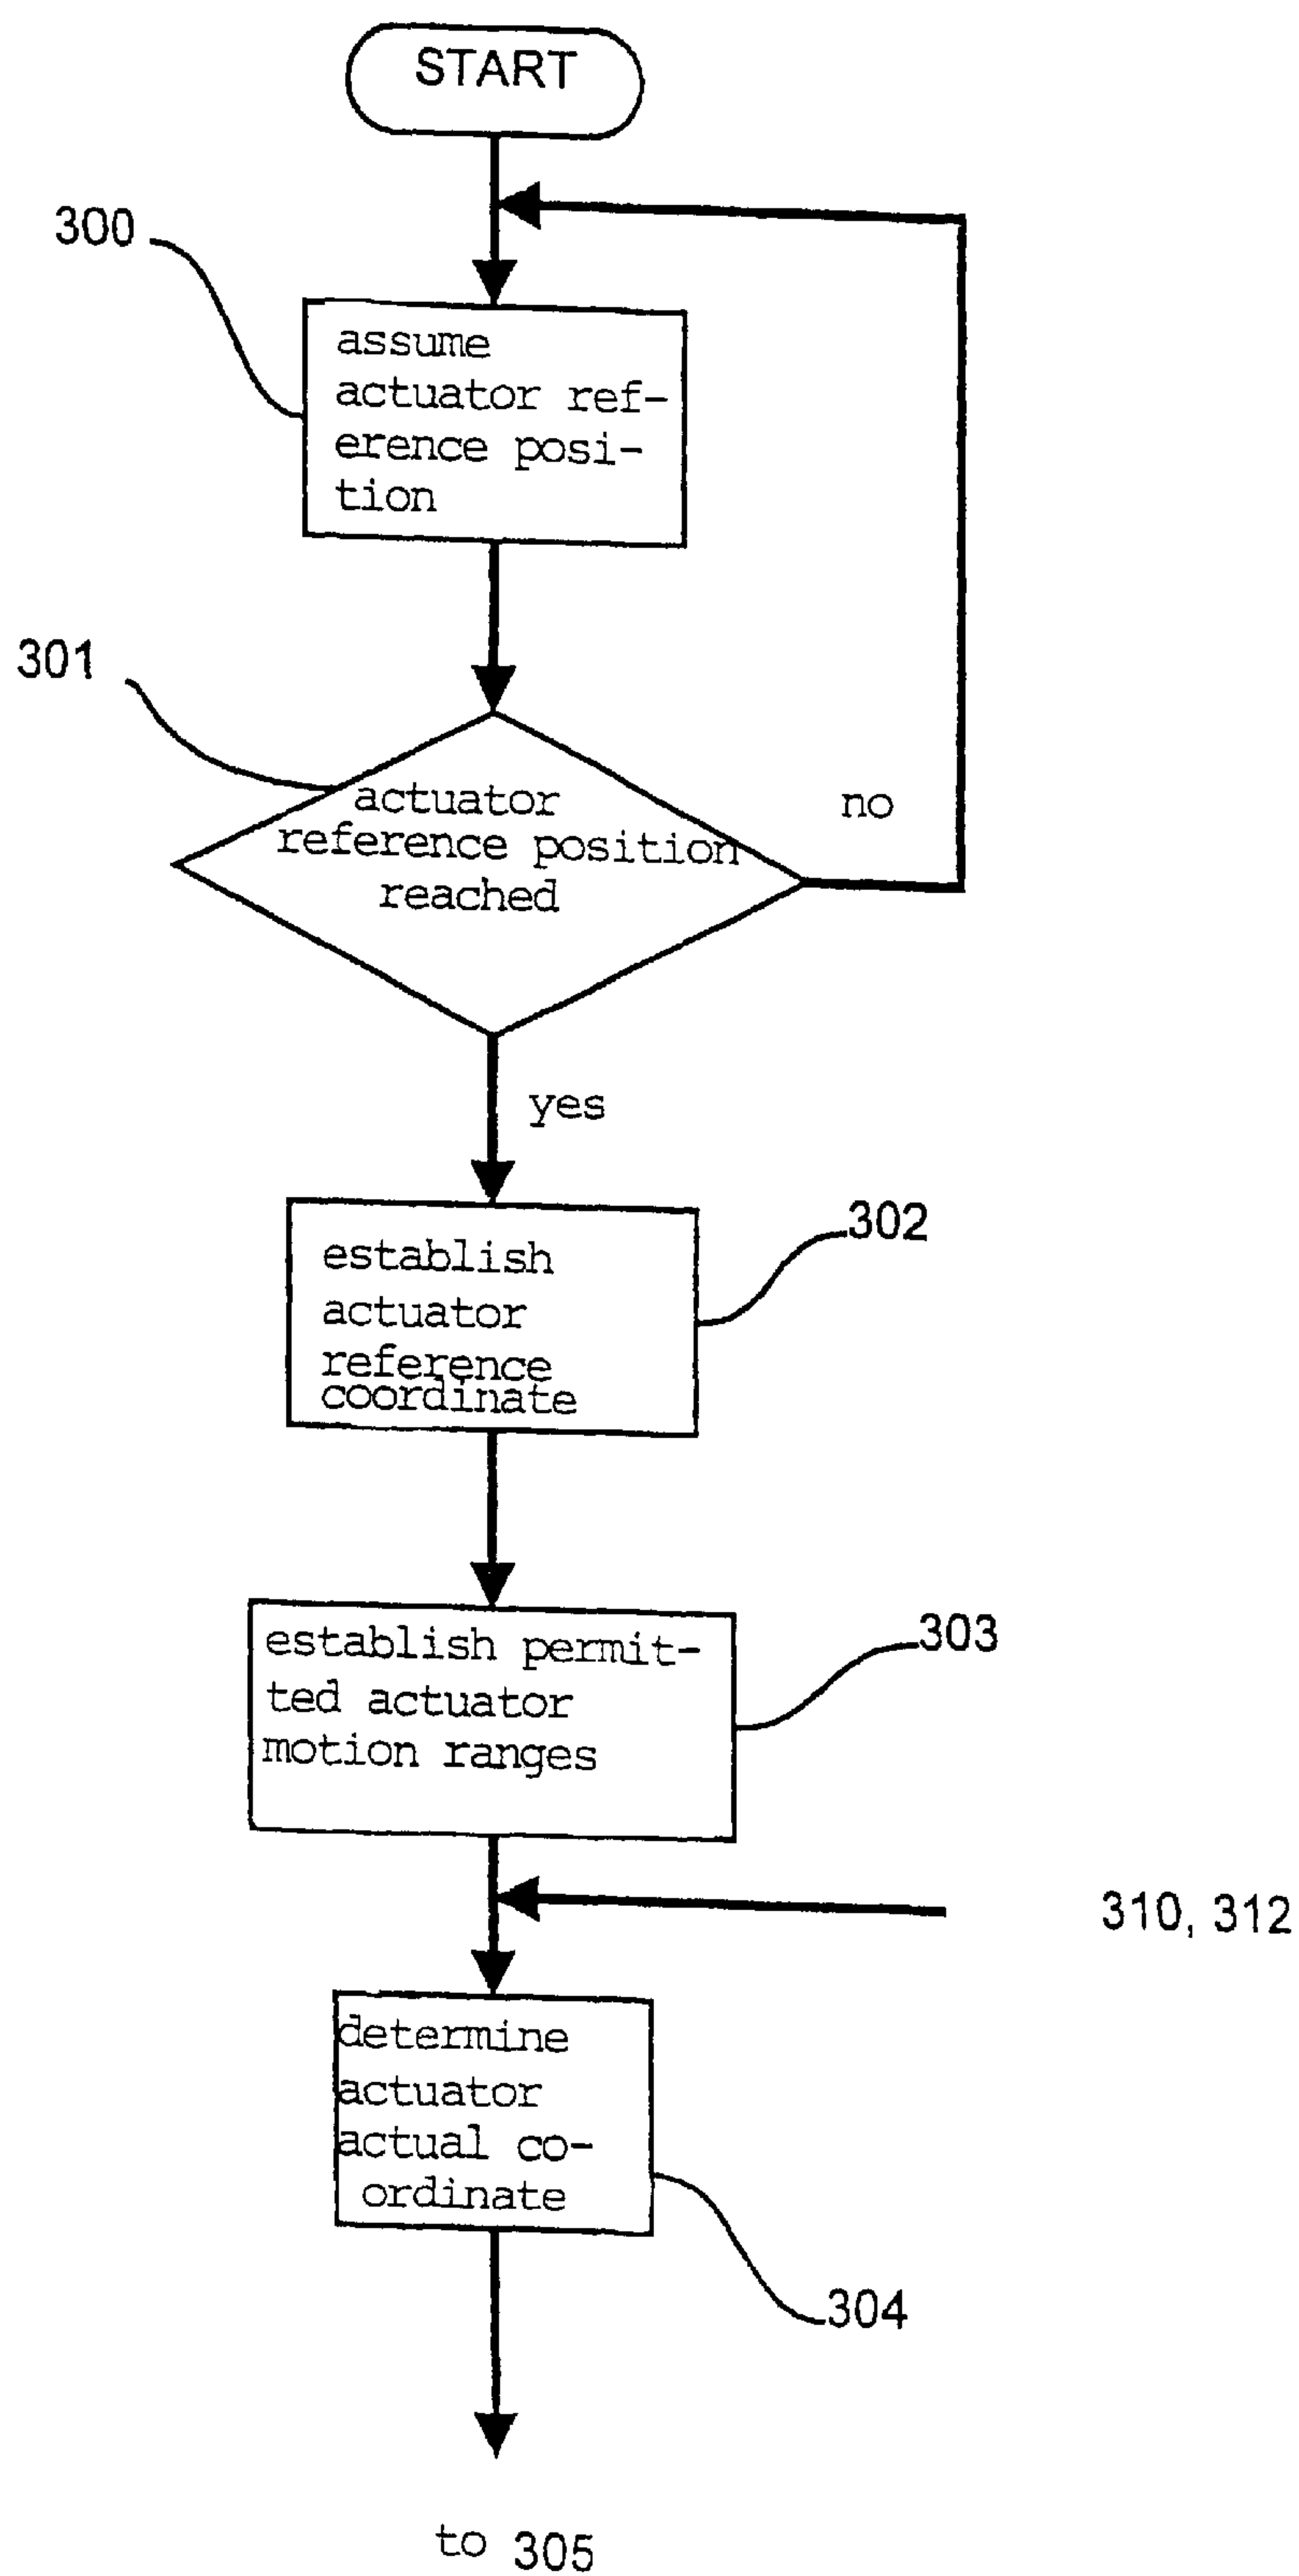 START
300
assume
actuator ref-
erence posi-
tion
301
actuator
reference position
reached
no
yes
302
establish
actuator
reference
coordinate
303
establish permit-
ted actuator
motion ranges
310, 312
determine
actuator
actual co-
ordinate
304
to 305